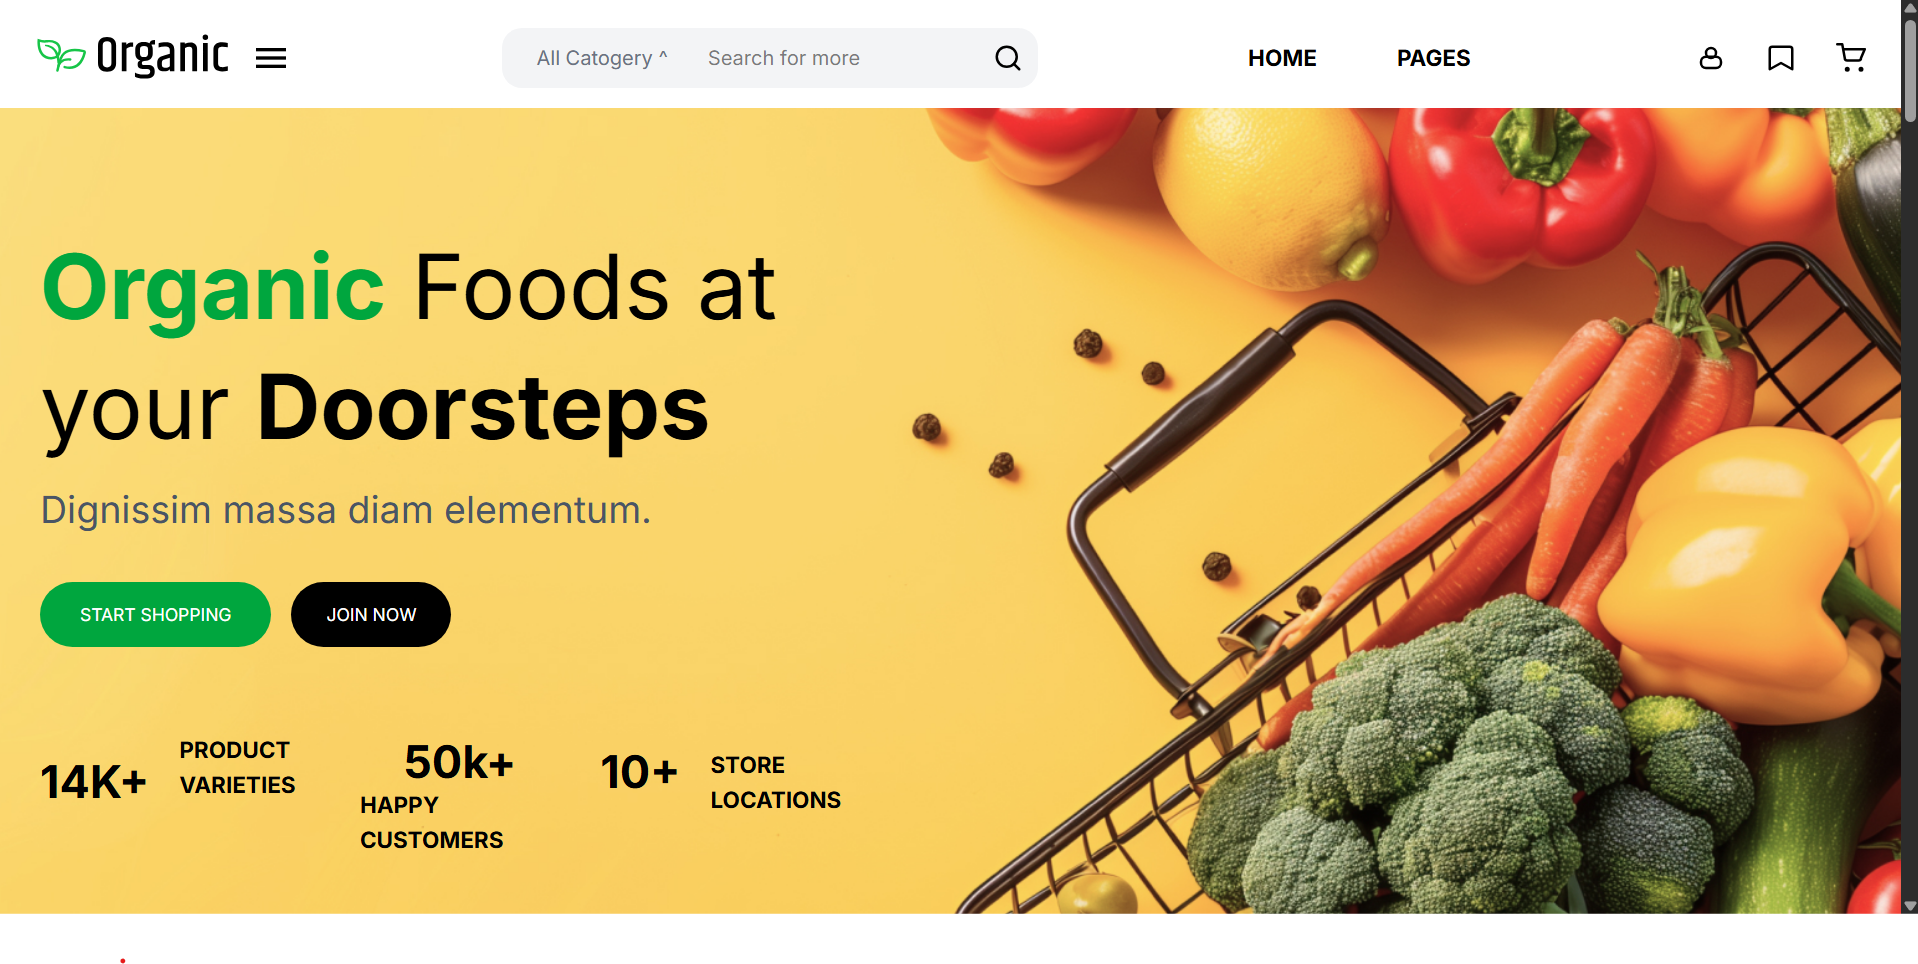 Organic
All Catogery ^ Search for more
HOME PAGES
Organic Foods at
your Doorsteps
Dignissim massa diam elementum.
START SHOPPING JOIN NOW
14K+ PRODUCT
VARIETIES
50k+
HAPPY
CUSTOMERS
10+ STORE
LOCATIONS